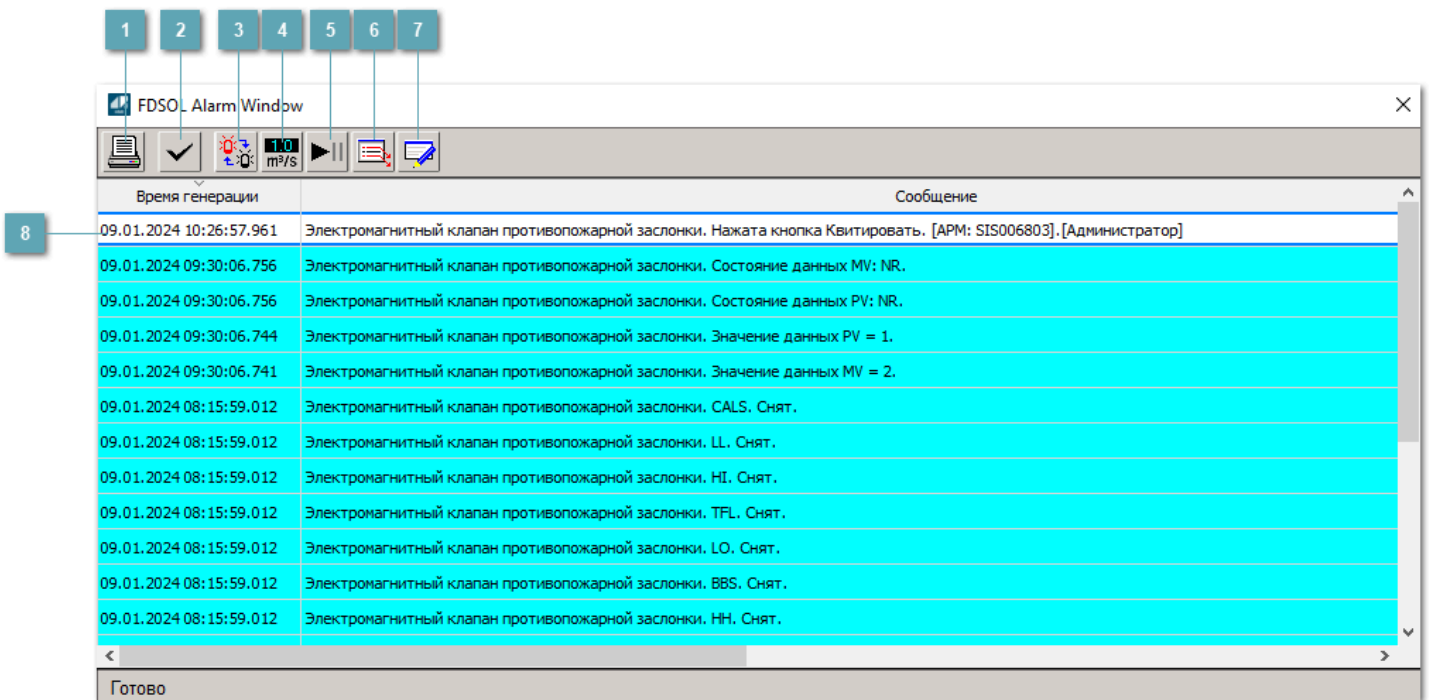 1 2 3 4 5 6 7
FDSOL Alarm Window
1.0
m³/s
Время генерации Сообщение
8
09.01.2024 10:26:57.961 Электромагнитный клапан противопожарной заслонки. Нажата кнопка Квитировать. [АРМ: SIS006803].[Администратор]
09.01.2024 09:30:06.756 Электромагнитный клапан противопожарной заслонки. Состояние данных MV: NR.
09.01.2024 09:30:06.756 Электромагнитный клапан противопожарной заслонки. Состояние данных PV: NR.
09.01.2024 09:30:06.744 Электромагнитный клапан противопожарной заслонки. Значение данных PV = 1.
09.01.2024 09:30:06.741 Электромагнитный клапан противопожарной заслонки. Значение данных MV = 2.
09.01.2024 08:15:59.012 Электромагнитный клапан противопожарной заслонки. CALS. Снят.
09.01.2024 08:15:59.012 Электромагнитный клапан противопожарной заслонки. LL. Снят.
09.01.2024 08:15:59.012 Электромагнитный клапан противопожарной заслонки. HI. Снят.
09.01.2024 08:15:59.012 Электромагнитный клапан противопожарной заслонки. TFL. Снят.
09.01.2024 08:15:59.012 Электромагнитный клапан противопожарной заслонки. LO. Снят.
09.01.2024 08:15:59.012 Электромагнитный клапан противопожарной заслонки. BBS. Снят.
09.01.2024 08:15:59.012 Электромагнитный клапан противопожарной заслонки. HH. Снят.
Готово